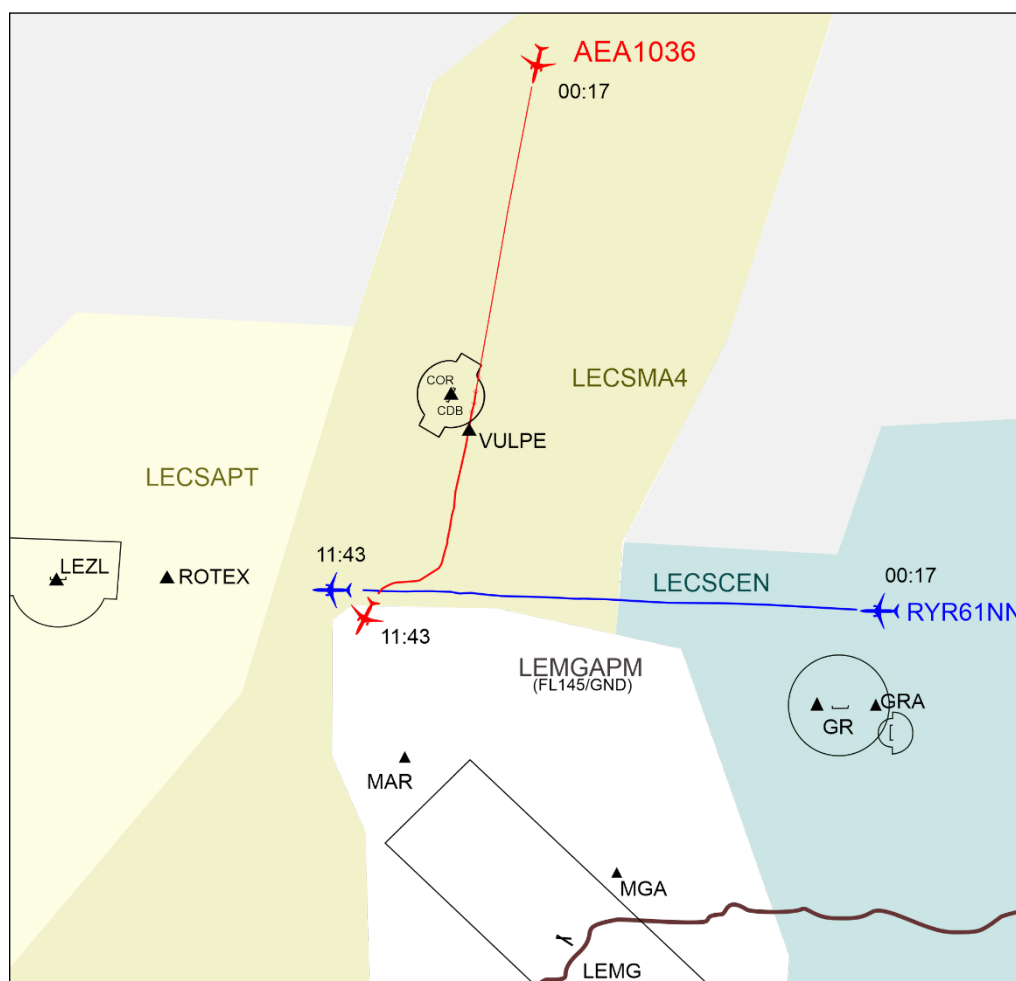 AEA1036
00:17
COR
CDB
VULPE
LECSMA4
LECSAPT
LEZL
ROTEX
11:43
LECSCEN
00:17
RYR61NN
11:43
LEMGAPM
(FL145/GND)
GR
GRA
MAR
MGA
LEMG